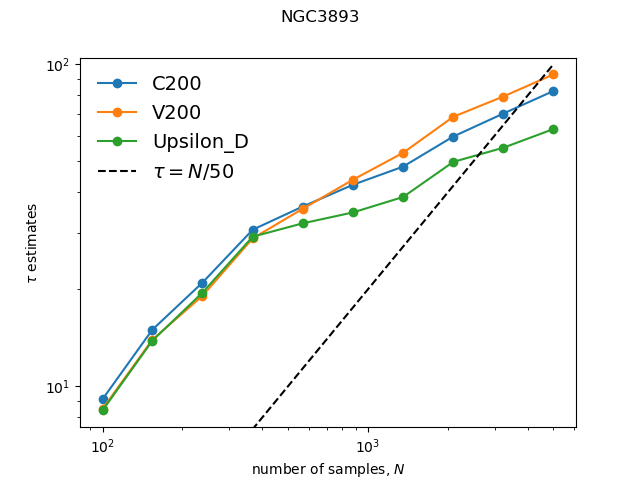 NGC3893
10²
C200
V200
Upsilon_D
τ = N/50
τ estimates
10¹
10²
10³
number of samples, N